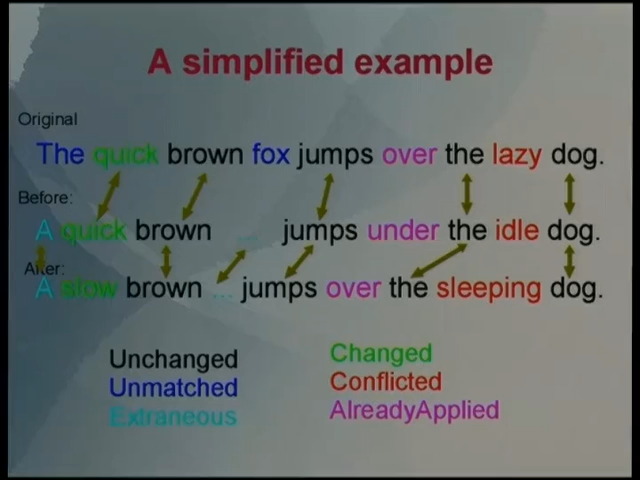 A simplified example
Original
The quick brown fox jumps over the lazy dog.
Before:
A quick brown jumps under the idle dog.
After:
A slow brown ... jumps over the sleeping dog.
Unchanged
Unmatched
Extraneous
Changed
Conflicted
AlreadyApplied